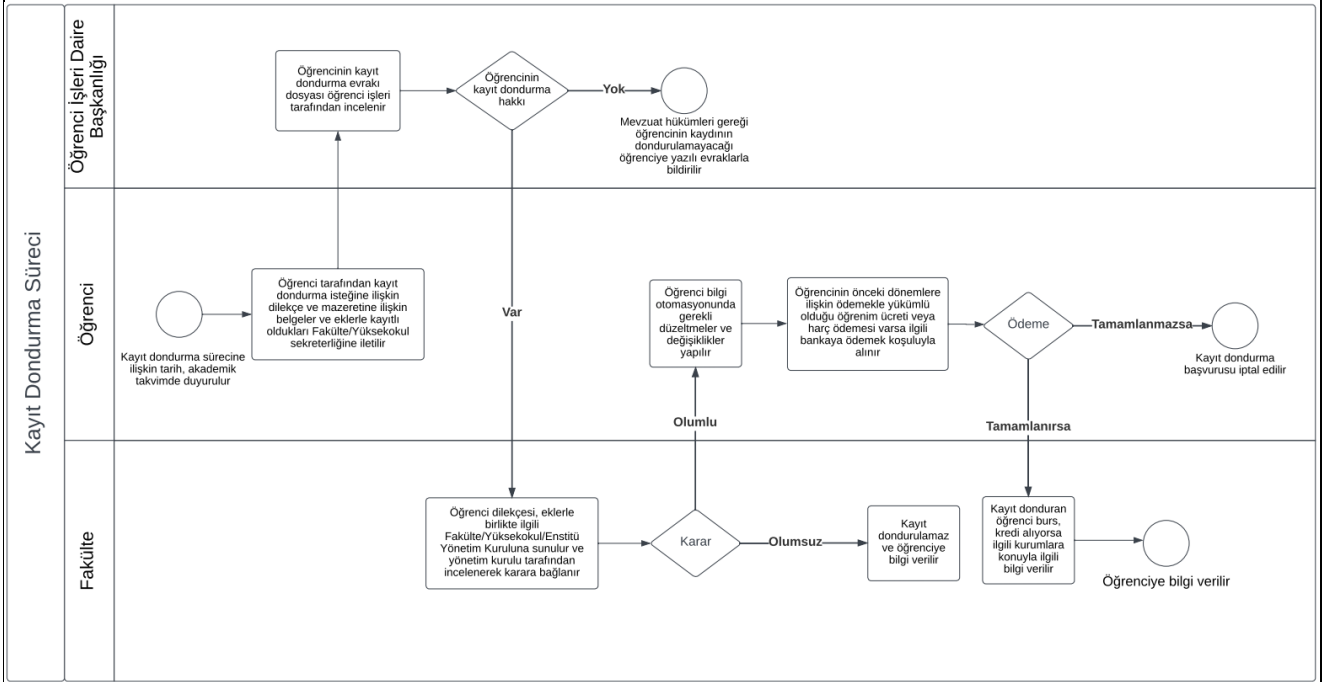 Kayıt Dondurma Süreci
Öğrenci İşleri Daire
Başkanlığı
Öğrencinin kayıt
dondurma evrakı
dosyası öğrenci işleri
tarafından incelenir
Öğrencinin
kayıt dondurma
hakkı
Yok
Mevzuat hükümleri gereği
öğrencinin kaydının
dondurulamayacağı
öğrenciye yazılı evraklarla
bildirilir
Öğrenci
Kayıt dondurma sürecine
ilişkin tarih, akademik
takvimde duyurulur
Öğrenci tarafından kayıt
dondurma isteğine ilişkin
dilekçe ve mazeretine ilişkin
belgeler ve eklerle kayıtlı
oldukları Fakülte/Yüksekokul
sekreterliğine iletilir
Var
Öğrenci bilgi
otomasyonunda
gerekli
düzeltmeler ve
değişiklikler
yapılır
Öğrencinin önceki dönemlere
ilişkin ödemekle yükümlü
olduğu öğrenim ücreti veya
harç ödemesi varsa ilgili
bankaya ödemek koşuluyla
alınır
Ödeme
Tamamlanmazsa
Kayıt dondurma
başvurusu iptal edilir
Olumlu
Tamamlanırsa
Fakülte
Öğrenci dilekçesi, eklerle
birlikte ilgili
Fakülte/Yüksekokul/Enstitü
Yönetim Kuruluna sunulur ve
yönetim kurulu tarafından
incelenerek karara bağlanır
Karar
Olumsuz
Kayıt
dondurulamaz
ve öğrenciye
bilgi verilir
Kayıt donduran
öğrenci burs,
kredi alıyorsa
ilgili kurumlara
konuyla ilgili
bilgi verilir
Öğrenciye bilgi verilir